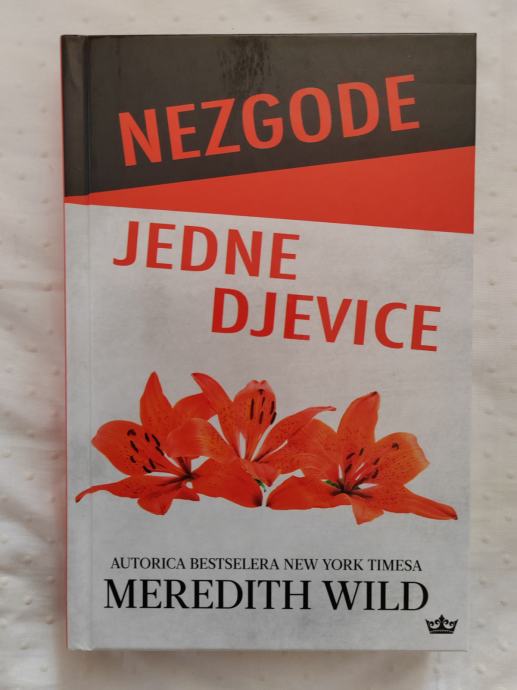 NEZGODE
JEDNE
DJEVICE
AUTORICA BESTSELERA NEW YORK TIMESA
MEREDITH WILD